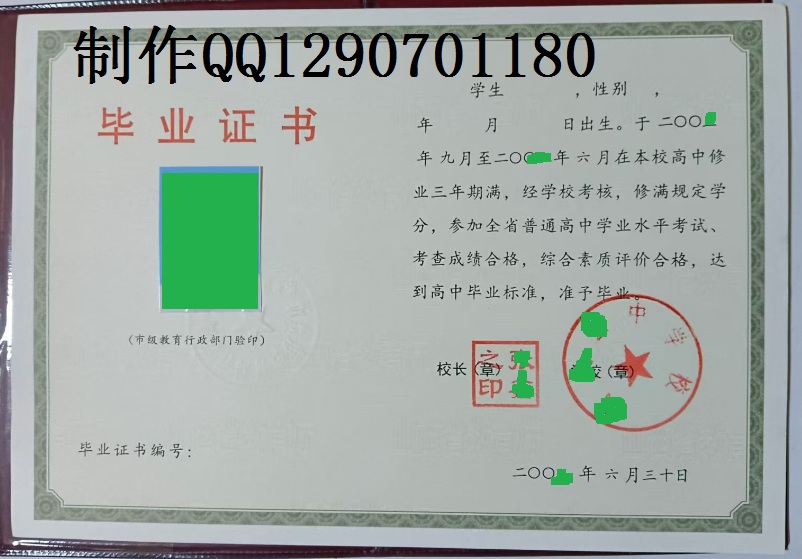 制作QQ1290701180
毕业证书
(市级教育行政部门验印)
毕业证书编号:
学生 ,性别 ,
年 月 日出生。于二〇〇
年九月至二〇〇 年六月在本校高中修
业三年期满,经学校考核,修满规定学
分,参加全省普通高中学业水平考试、
考查成绩合格,综合素质评价合格,达
到高中毕业标准,准予毕业。
校长(章)
张
之印
校(章)
中学校
二〇〇 年六月三十日